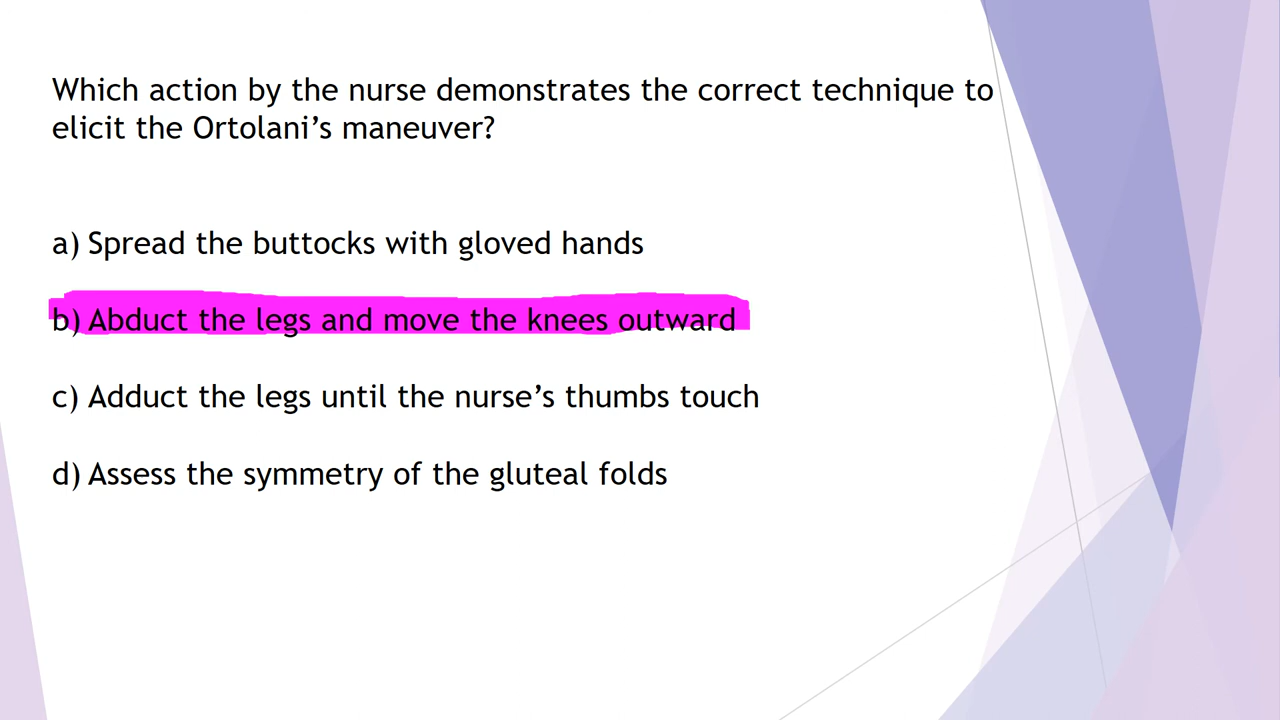 Which action by the nurse demonstrates the correct technique to
elicit the Ortolani’s maneuver?
a) Spread the buttocks with gloved hands
b) Abduct the legs and move the knees outward
c) Adduct the legs until the nurse’s thumbs touch
d) Assess the symmetry of the gluteal folds